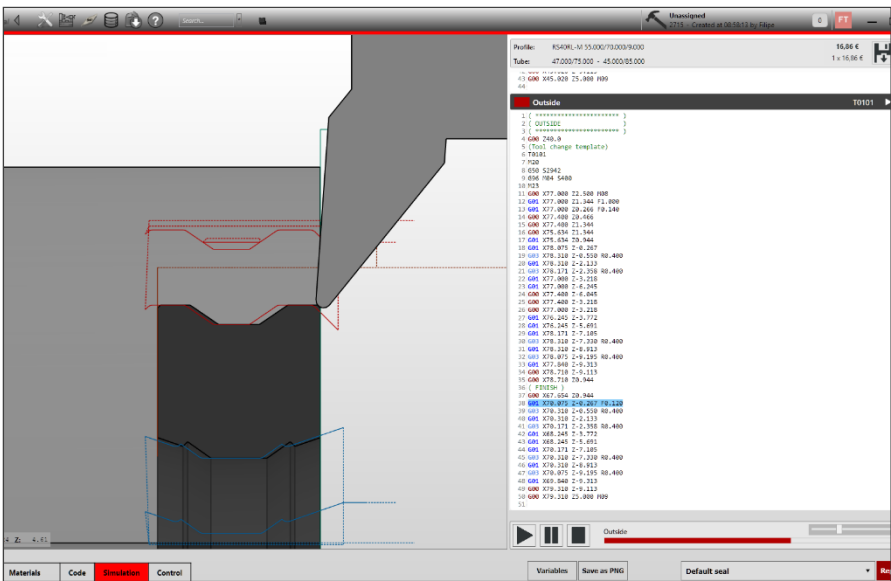 Search...
Unassigned
2715 - Created at 08:58:13 by Filipe
0
FT
Profile: RS40RL-M 55.000/70.000/9.000
16,86 €
Tube: 47.000/75.000 - 45.000/85.000
1 x 16,86 €
43 G00 X45.020 Z5.000 M09
44
Outside
T0101
1 ( *********************** )
2 ( OUTSIDE )
3 ( *********************** )
4 G00 Z40.0
5 (Tool change template)
6 T0101
7 M20
8 G50 S2942
9 G96 M04 S400
10 M23
11 G00 X77.000 Z2.500 M08
12 G01 X77.000 Z1.344 F1.000
13 G01 X77.000 Z0.266 F0.140
14 G00 X77.400 Z0.466
15 G00 X77.400 Z1.344
16 G00 X75.634 Z1.344
17 G01 X75.634 Z0.944
18 G01 X78.075 Z-0.267
19 G03 X78.310 Z-0.550 R0.400
20 G01 X78.310 Z-2.133
21 G03 X78.171 Z-2.358 R0.400
22 G01 X77.000 Z-3.218
23 G01 X77.000 Z-6.245
24 G00 X77.400 Z-6.045
25 G00 X77.400 Z-3.218
26 G00 X77.000 Z-3.218
27 G01 X76.245 Z-3.772
28 G01 X76.245 Z-5.691
29 G01 X78.171 Z-7.105
30 G03 X78.310 Z-7.330 R0.400
31 G01 X78.310 Z-8.913
32 G03 X78.075 Z-9.195 R0.400
33 G01 X77.840 Z-9.313
34 G00 X78.710 Z-9.113
35 G00 X78.710 Z0.944
36 ( FINISH )
37 G00 X67.654 Z0.944
38 G01 X70.075 Z-0.267 F0.120
39 G03 X70.310 Z-0.550 R0.400
40 G01 X70.310 Z-2.133
41 G03 X70.171 Z-2.358 R0.400
42 G01 X68.245 Z-3.772
43 G01 X68.245 Z-5.691
44 G01 X70.171 Z-7.105
45 G03 X70.310 Z-7.330 R0.400
46 G01 X70.310 Z-8.913
47 G03 X70.075 Z-9.195 R0.400
48 G01 X69.840 Z-9.313
49 G00 X79.310 Z-9.113
50 G00 X79.310 Z5.000 M09
51
4 Z: 4.61
Outside
Materials
Code
Simulation
Control
Variables
Save as PNG
Default seal